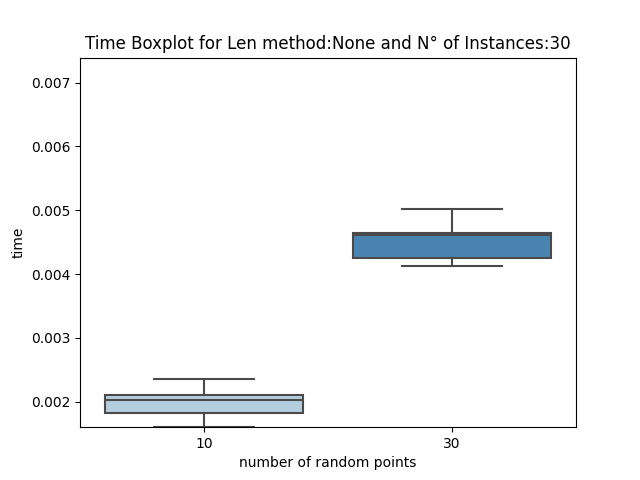 Time Boxplot for Len method:None and N° of Instances:30
0.007
0.006
0.005
0.004
0.003
0.002
time
10
30
number of random points